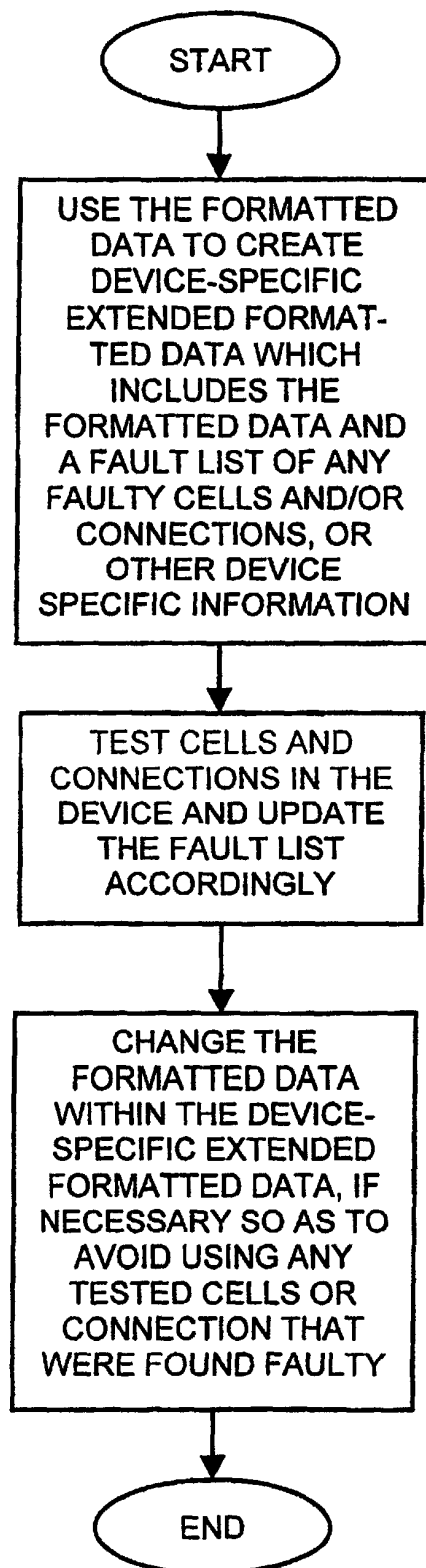 START
USE THE FORMATTED
DATA TO CREATE
DEVICE-SPECIFIC
EXTENDED FORMAT-
TED DATA WHICH
INCLUDES THE
FORMATTED DATA AND
A FAULT LIST OF ANY
FAULTY CELLS AND/OR
CONNECTIONS, OR
OTHER DEVICE
SPECIFIC INFORMATION
TEST CELLS AND
CONNECTIONS IN THE
DEVICE AND UPDATE
THE FAULT LIST
ACCORDINGLY
CHANGE THE
FORMATTED DATA
WITHIN THE DEVICE-
SPECIFIC EXTENDED
FORMATTED DATA, IF
NECESSARY SO AS TO
AVOID USING ANY
TESTED CELLS OR
CONNECTION THAT
WERE FOUND FAULTY
END